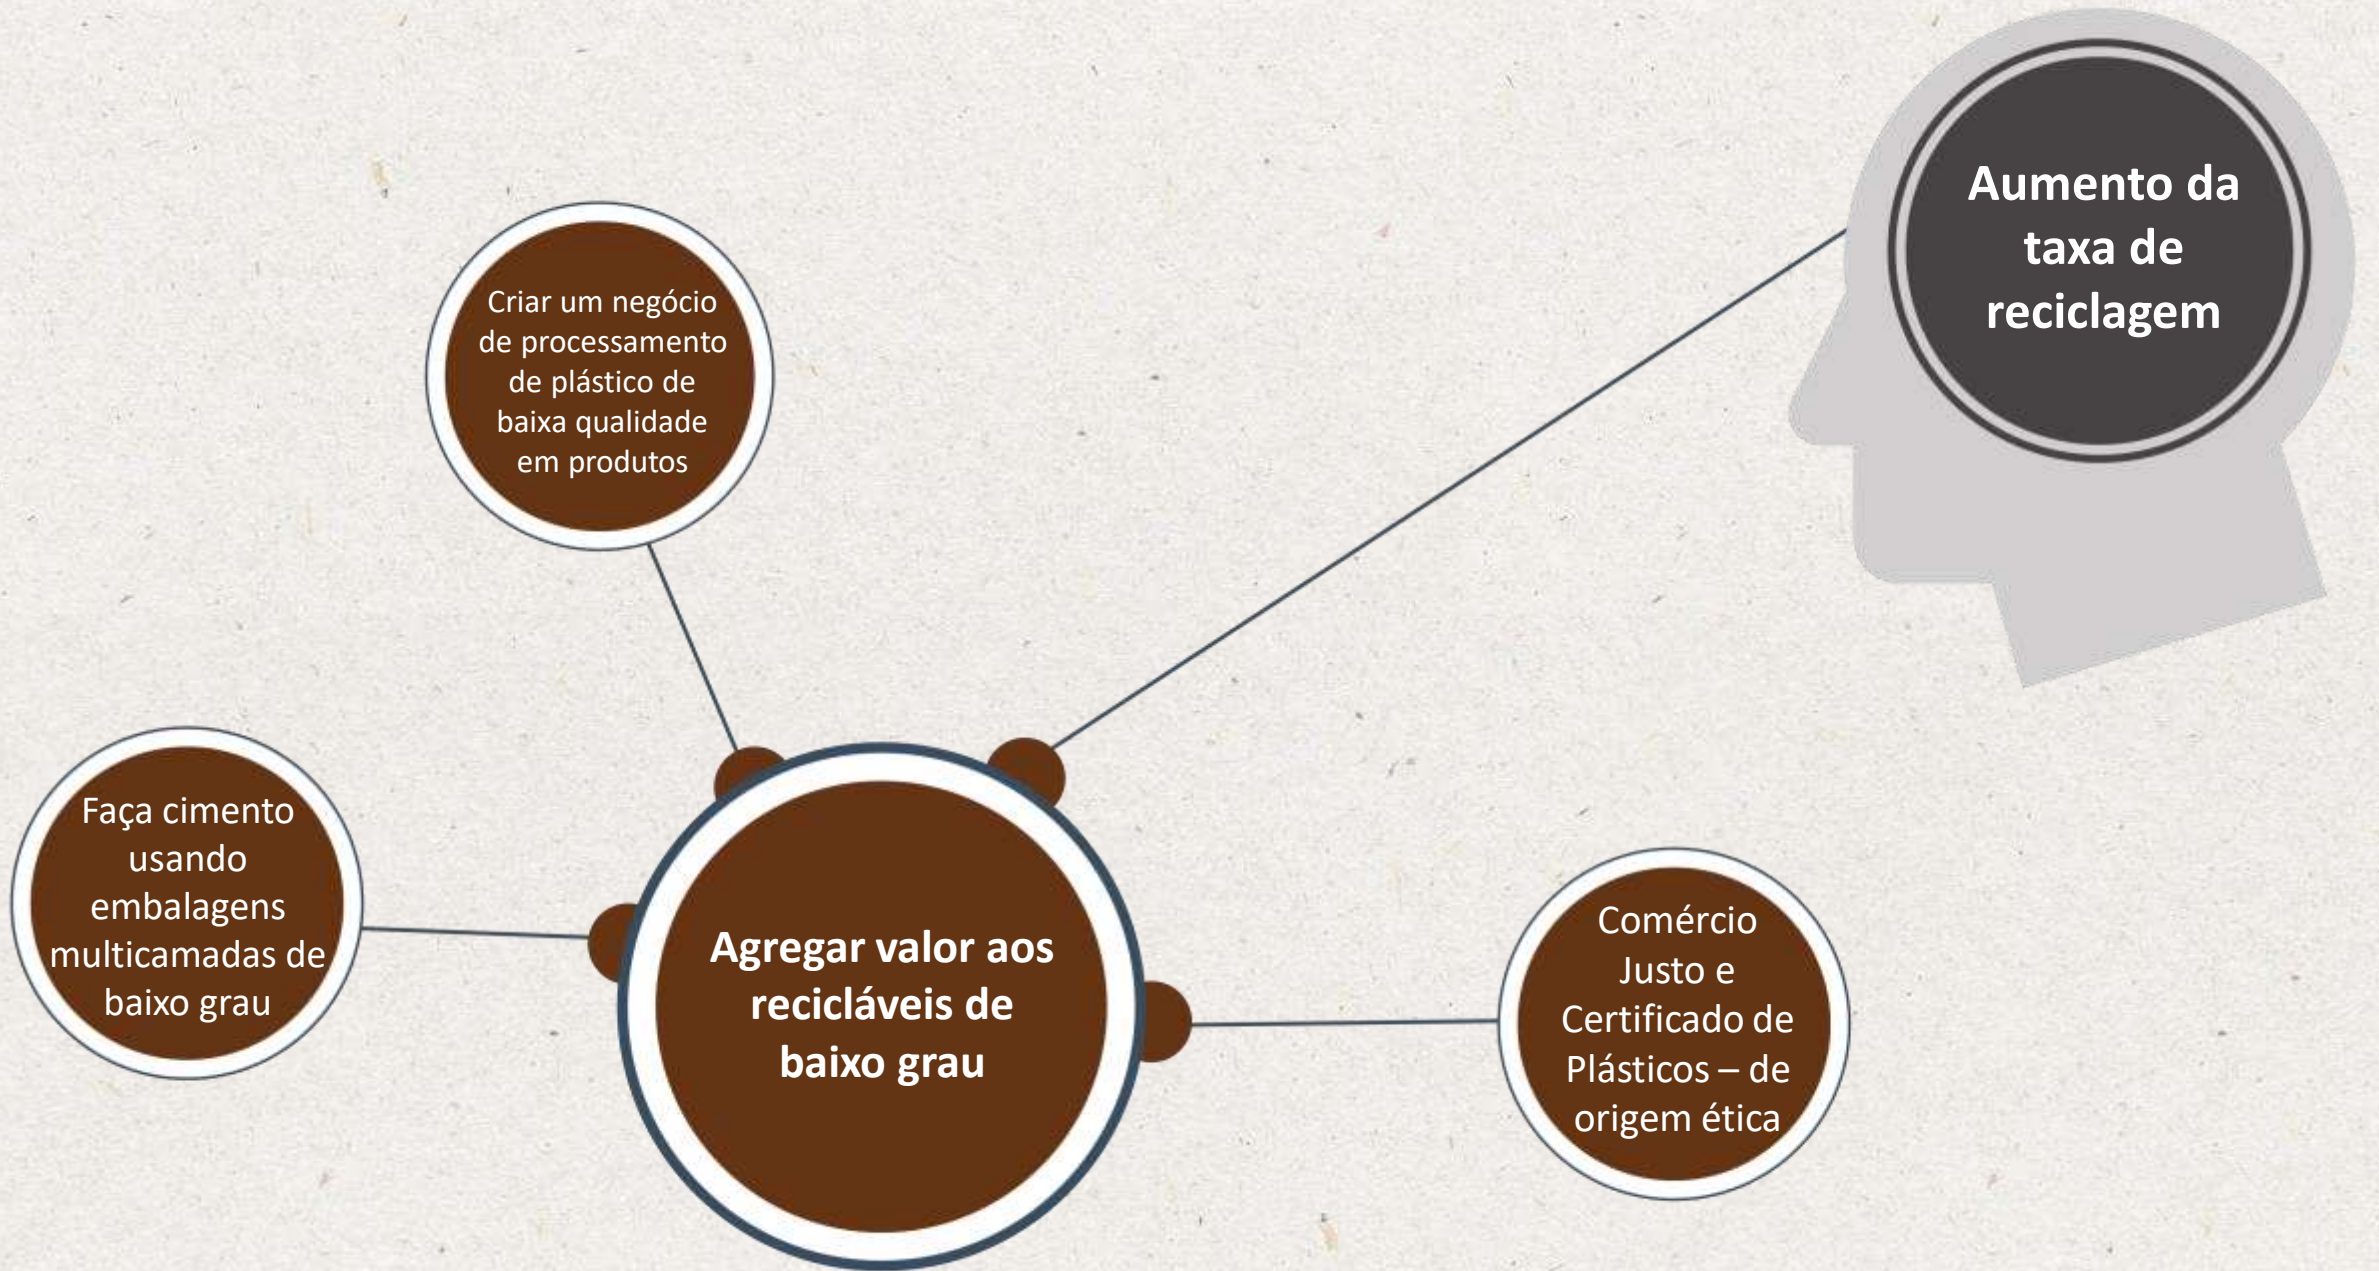 Aumento da
taxa de
reciclagem
Criar um negócio
de processamento
de plástico de
baixa qualidade
em produtos
Faça cimento
usando
embalagens
multicamadas de
baixo grau
Agregar valor aos
recicláveis de
baixo grau
Comércio
Justo e
Certificado de
Plásticos – de
origem ética